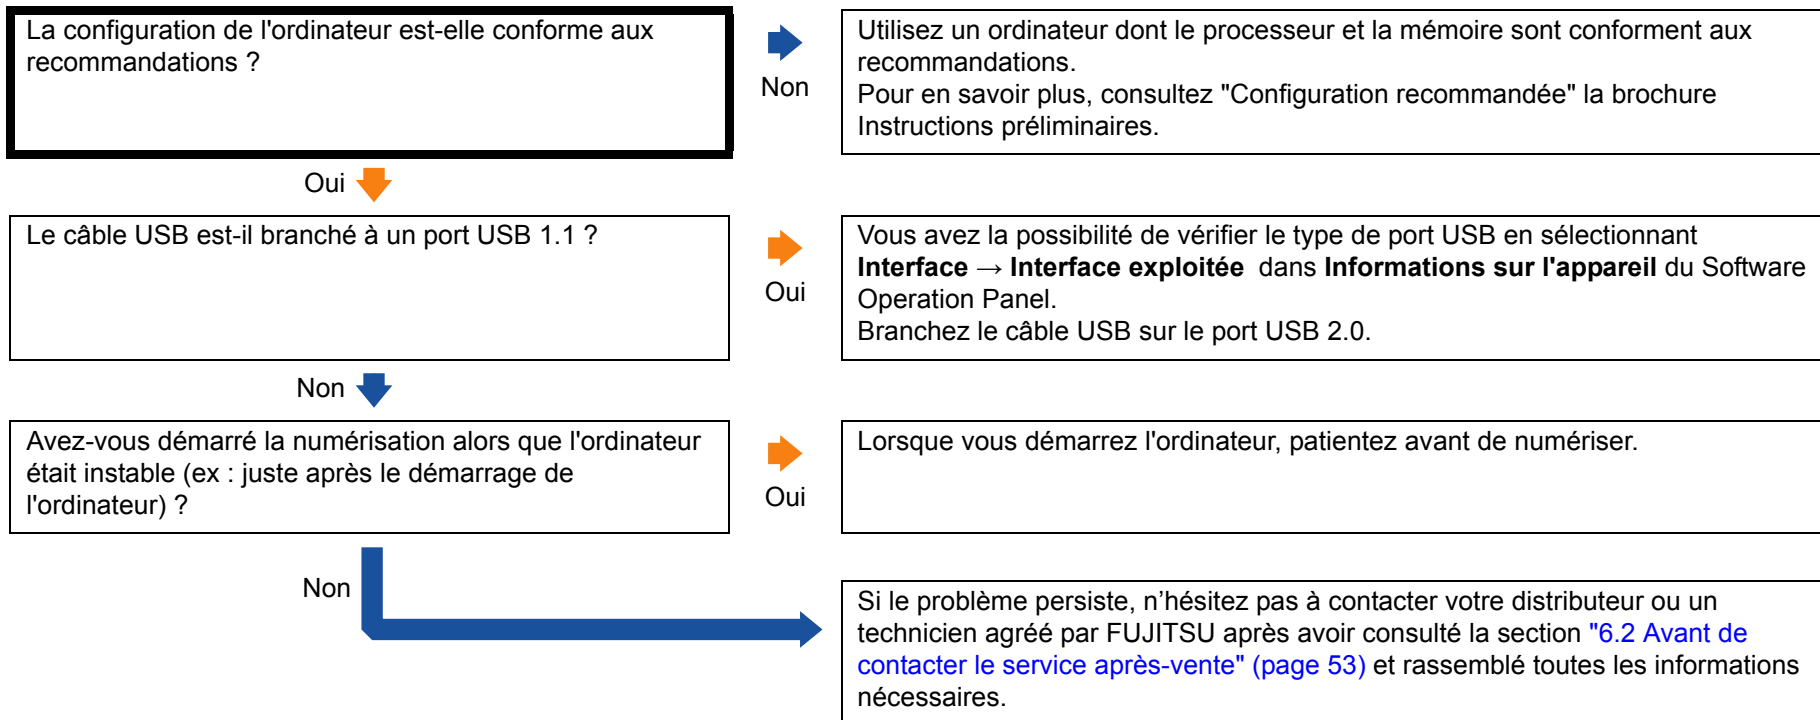 La configuration de l'ordinateur est-elle conforme aux
recommandations ?
Non
Utilisez un ordinateur dont le processeur et la mémoire sont conforment aux
recommandations.
Pour en savoir plus, consultez "Configuration recommandée" la brochure
Instructions préliminaires.
Oui
Le câble USB est-il branché à un port USB 1.1 ?
Oui
Vous avez la possibilité de vérifier le type de port USB en sélectionnant
Interface → Interface exploitée dans Informations sur l'appareil du Software
Operation Panel.
Branchez le câble USB sur le port USB 2.0.
Non
Avez-vous démarré la numérisation alors que l'ordinateur
était instable (ex : juste après le démarrage de
l'ordinateur) ?
Oui
Lorsque vous démarrez l'ordinateur, patientez avant de numériser.
Non
Si le problème persiste, n’hésitez pas à contacter votre distributeur ou un
technicien agréé par FUJITSU après avoir consulté la section "6.2 Avant de
contacter le service après-vente" (page 53) et rassemblé toutes les informations
nécessaires.